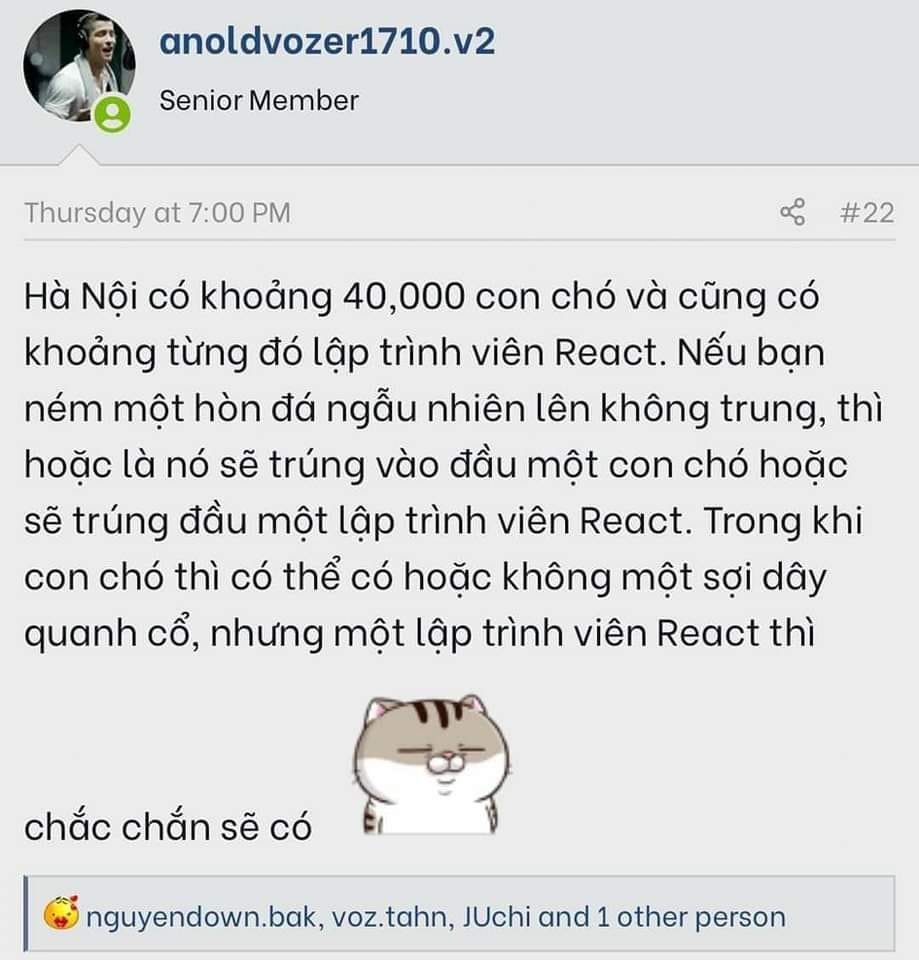 anoldvozer1710.v2
Senior Member
Thursday at 7:00 PM #22
Hà Nội có khoảng 40,000 con chó và cũng có
khoảng từng đó lập trình viên React. Nếu bạn
ném một hòn đá ngẫu nhiên lên không trung, thì
hoặc là nó sẽ trúng vào đầu một con chó hoặc
sẽ trúng đầu một lập trình viên React. Trong khi
con chó thì có thể có hoặc không một sợi dây
quanh cổ, nhưng một lập trình viên React thì
chắc chắn sẽ có
nguyendown.bak, voz.tahn, JUchi and 1 other person